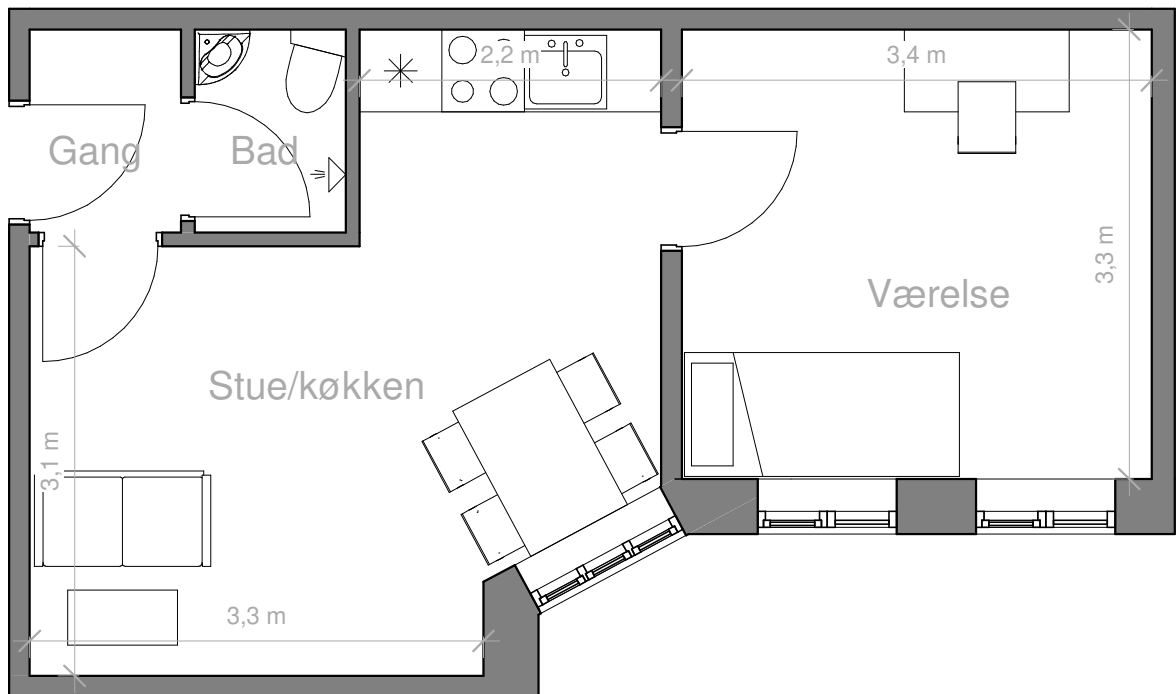 2,2 m
3,4 m
Gang
Bad
3,3 m
Værelse
Stue/køkken
3,1 m
3,3 m